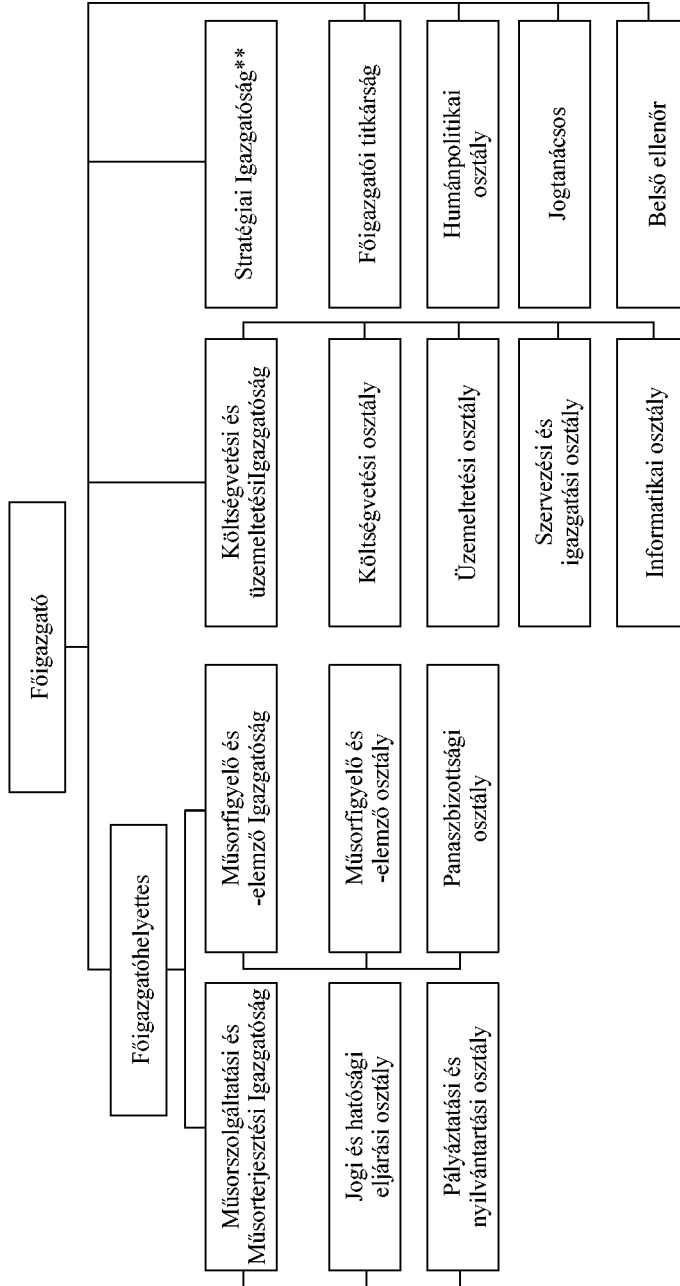 Főigazgató
Főigazgatóhelyettes
Műsorszolgáltatási és
Műsorterjesztési Igazgatóság
Műsorfigyelő és
-elemző Igazgatóság
Költségvetési és
üzemeltetésiIgazgatóság
Stratégiai Igazgatóság**
Jogi és hatósági
eljárási osztály
Műsorfigyelő és
-elemző osztály
Költségvetési osztály
Főigazgatói titkárság
Pályáztatási és
nyilvántartási osztály
Panaszbizottsági
osztály
Üzemeltetési osztály
Humánpolitikai
osztály
Szervezési és
igazgatási osztály
Jogtanácsos
Informatikai osztály
Belső ellenőr